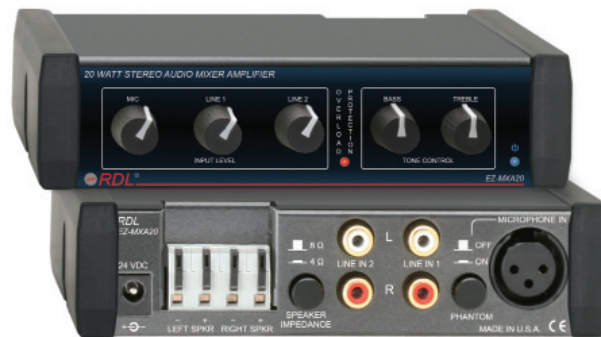 20 WATT STEREO AUDIO MIXER AMPLIFIER
MIC
LINE 1
LINE 2
INPUT LEVEL
OVERLOAD
PROTECTION
BASS
TREBLE
TONE CONTROL
RDL®
EZ-MXA20
RDL
EZ-MXA20
24 VDC
− + − +
LEFT SPKR RIGHT SPKR
8 Ω
4 Ω
SPEAKER
IMPEDANCE
L
LINE IN 2
LINE IN 1
R
MICROPHONE IN
OFF
ON
PHANTOM
MADE IN U.S.A. CE